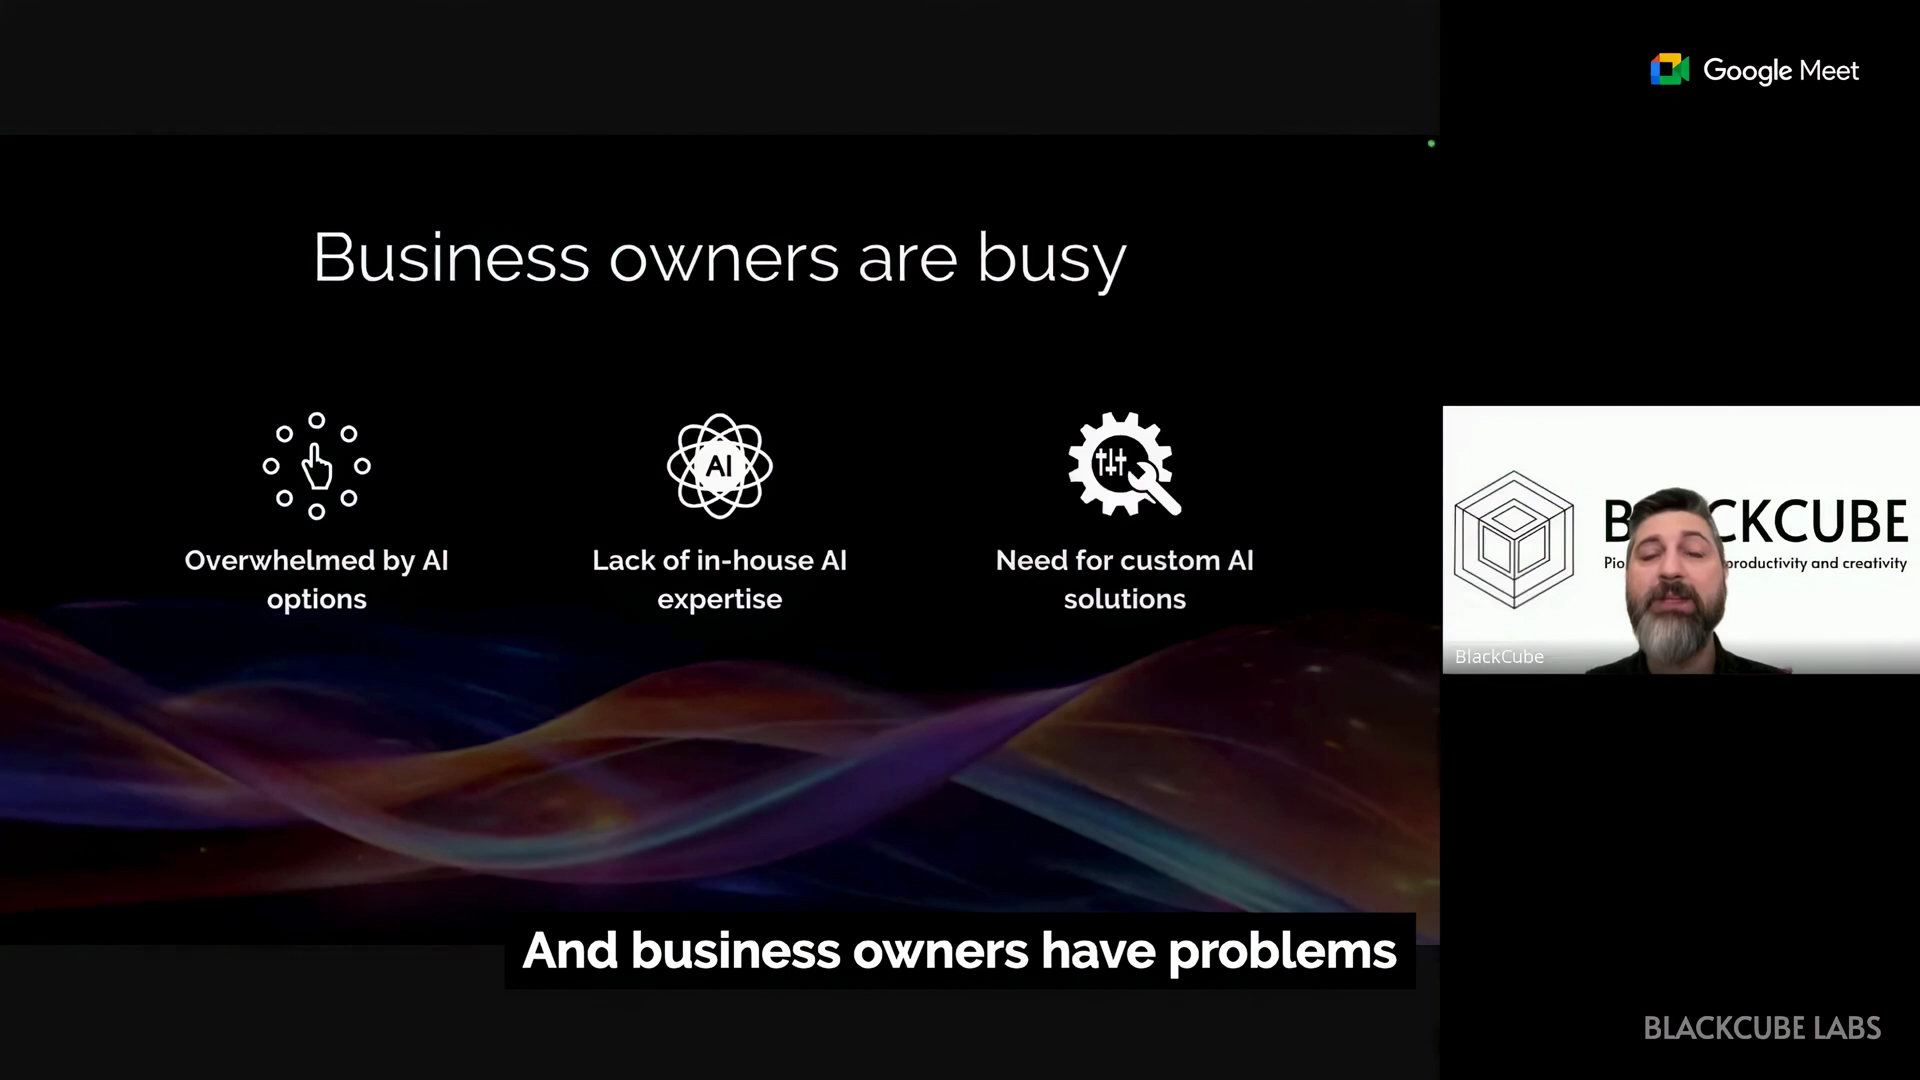 Google Meet
Business owners are busy
AI
Overwhelmed by AI
options
Lack of in-house AI
expertise
Need for custom AI
solutions
B CKCUBE
productivity and creativity
BlackCube
And business owners have problems
BLACKCUBE LABS